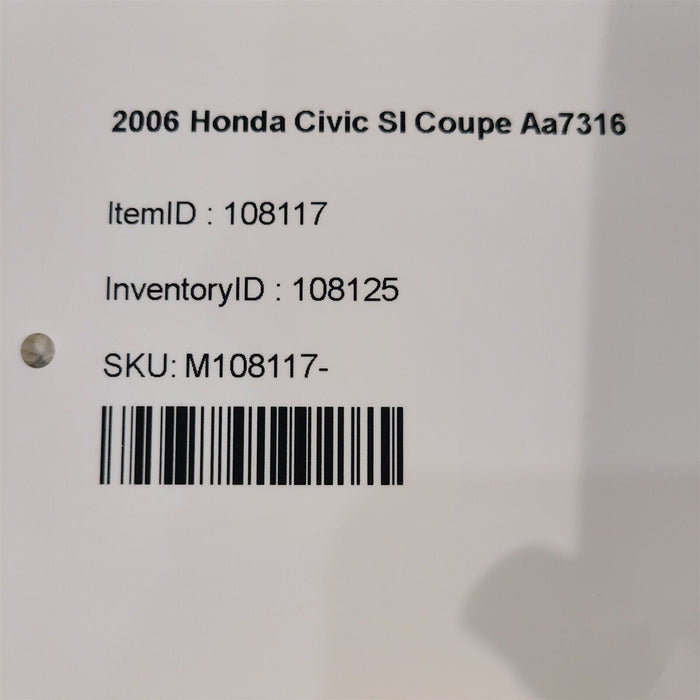 2006 Honda Civic SI Coupe Aa7316
ItemID : 108117
InventoryID : 108125
SKU: M108117-